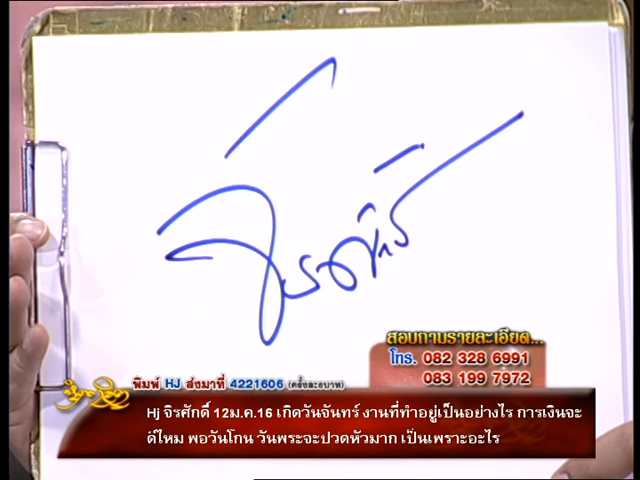 จิรศักดิ์
สอบถามรายละเอียด...
โทร. 082 328 6991
083 199 7972
พิมพ์ HJ ส่งมาที่ 4221606 (ครั้งละ๐บาท)
Hj จิรศักดิ์ 12ม.ค.16 เกิดวันจันทร์ งานที่ทำอยู่เป็นอย่างไร การเงินจะ
ดีไหม พอวันโกน วันพระจะปวดหัวมาก เป็นเพราะอะไร